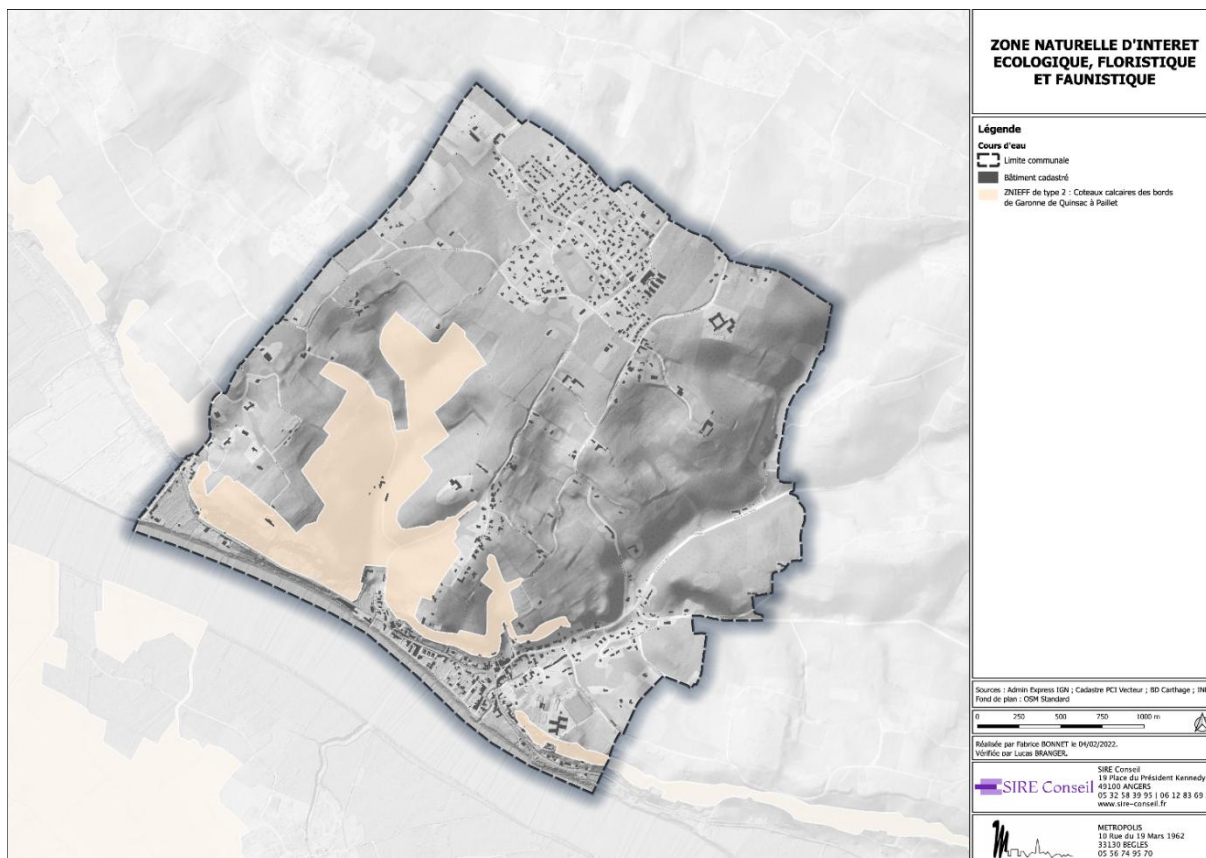 ZONE NATURELLE D'INTERET
ECOLOGIQUE, FLORISTIQUE
ET FAUNISTIQUE
Légende
Cours d'eau
Limite communale
Bâtiment cadastré
ZNIEFF de type 2 : Coteaux calcaires des bords
de Garonne de Quinsac à Paillet
Sources : Admin Express IGN ; Cadastre PCI Vecteur ; BD Carthage ;
Fond de plan : OSM Standard
0 250 500 750 1000 m
Réalisée par Fabrice BONNET le 04/02/2022.
Vérifiée par Lucas BRANGER.
SIRE Conseil
SIRE Conseil
19 Place du Président Kennedy
49100 ANGERS
05 32 58 39 95 | 06 12 83 69
www.sire-conseil.fr
METROPOLIS
10 Rue du 19 Mars 1962
33130 BEGLES
05 56 74 95 70